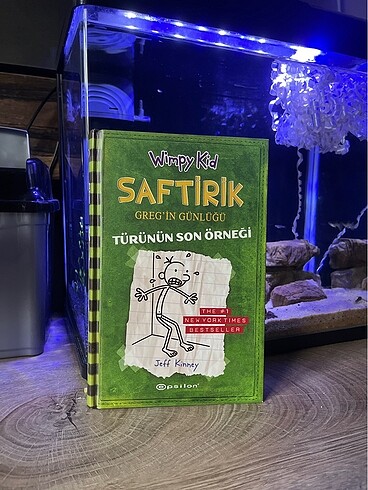 Wimpy Kid
SAFTİRİK
GREG'İN GÜNLÜĞÜ
TÜRÜNÜN SON ÖRNEĞİ
THE #1
NEW YORK TIMES
BESTSELLER
Jeff Kinney
epsilon